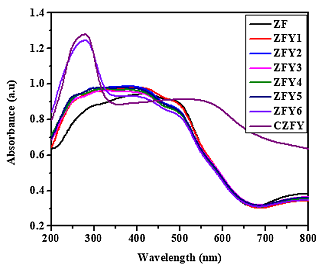 1.4
1.2
1.0
0.8
0.6
0.4
0.2
Absorbance (a.u)
ZF
ZFY1
ZFY2
ZFY3
ZFY4
ZFY5
ZFY6
CZFY
200 300 400 500 600 700 800
Wavelength (nm)